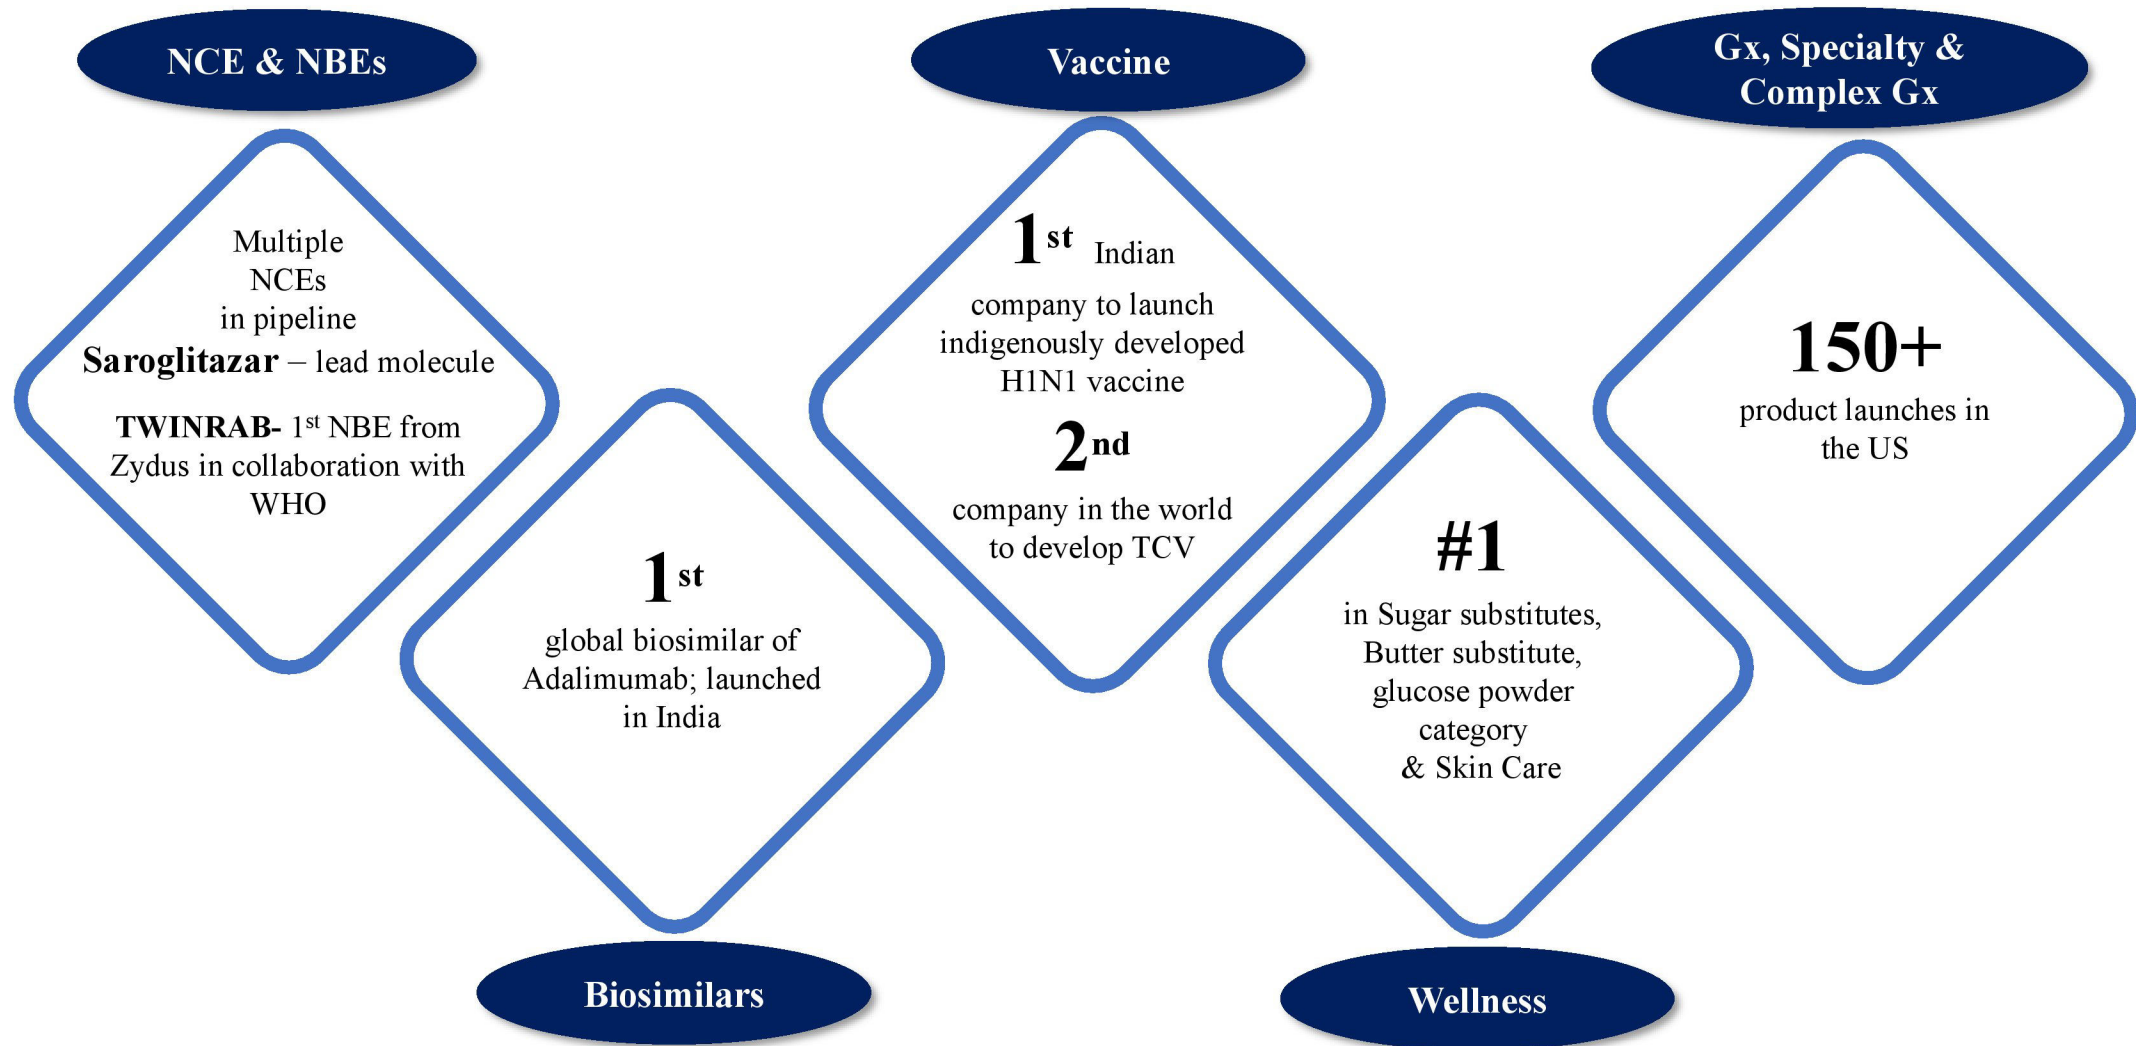 NCE & NBEs
Multiple
NCEs
in pipeline
Saroglitazar – lead molecule
TWINRAB- 1st NBE from
Zydus in collaboration with
WHO
1st
global biosimilar of
Adalimumab; launched
in India
Biosimilars
Vaccine
1st Indian
company to launch
indigenously developed
H1N1 vaccine
2nd
company in the world
to develop TCV
#1
in Sugar substitutes,
Butter substitute,
glucose powder
category
& Skin Care
Wellness
Gx, Specialty &
Complex Gx
150+
product launches in
the US